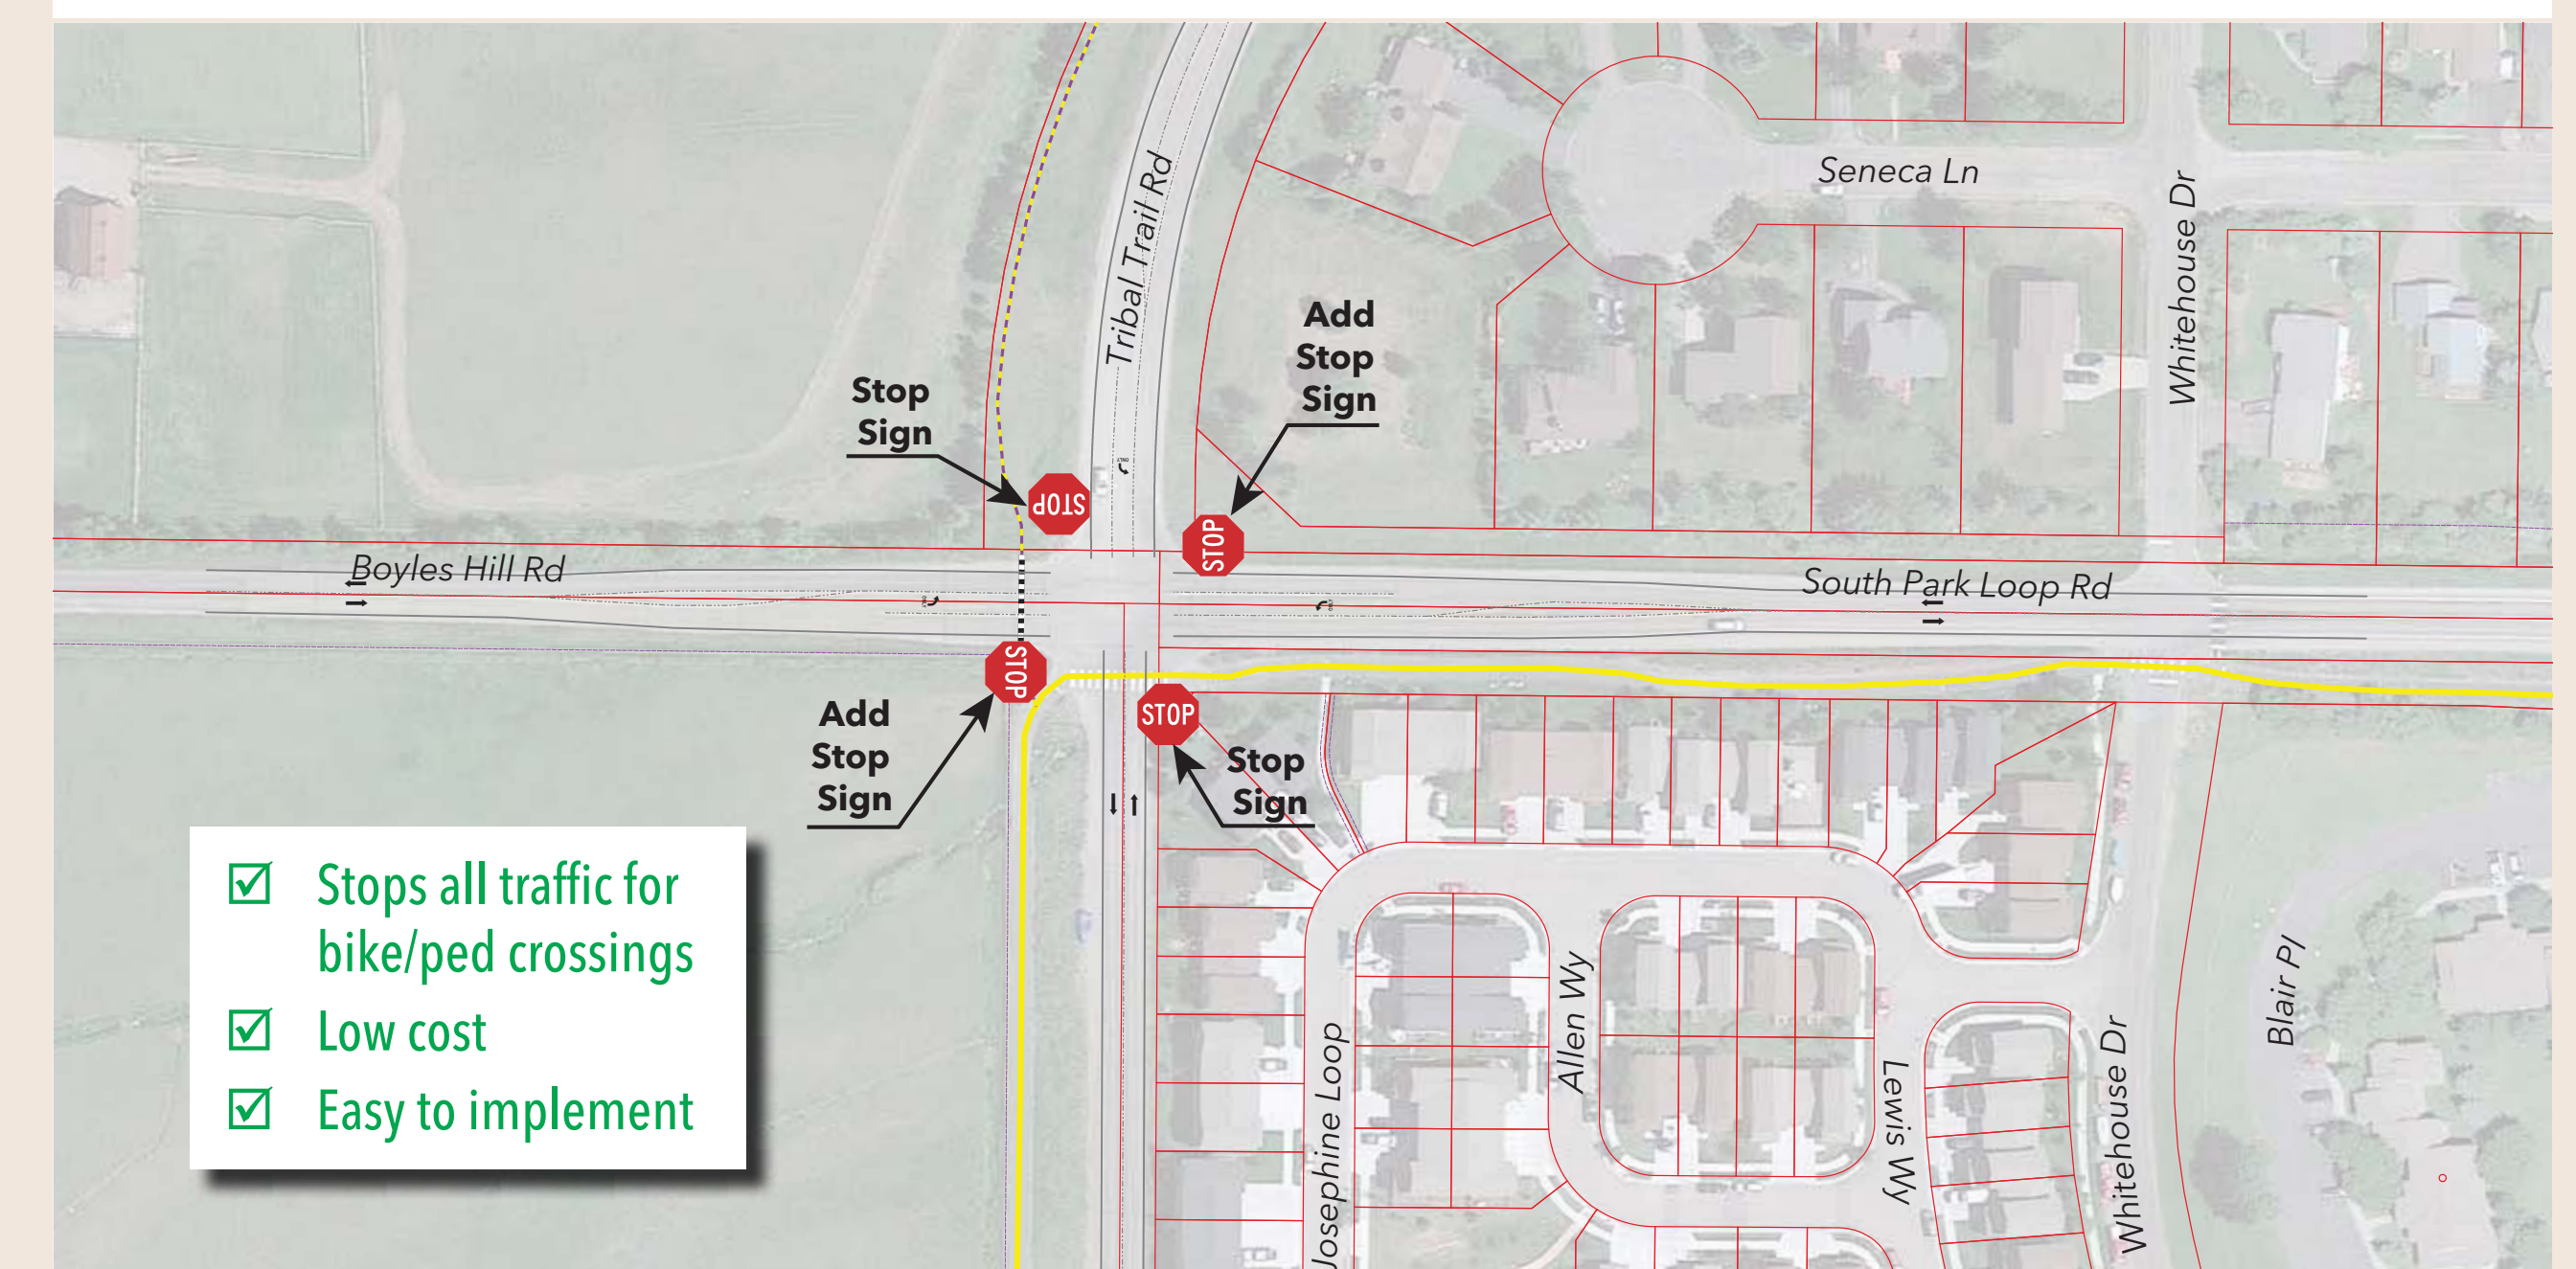 Seneca Ln
Whitehouse Dr
Tribal Trail Rd
Add
Stop
Sign
Stop
Sign
STOP
STOP
Boyles Hill Rd
South Park Loop Rd
STOP
STOP
Add
Stop
Sign
Stop
Sign
Stops all traffic for
bike/ped crossings
Low cost
Easy to implement
Josephine Loop
Allen Wy
Lewis Wy
Whitehouse Dr
Blair Pl